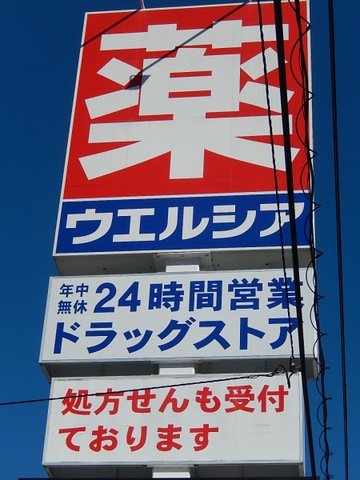 薬
ウエルシア
年中
無休
24時間営業
ドラッグストア
処方せんも受付
ております